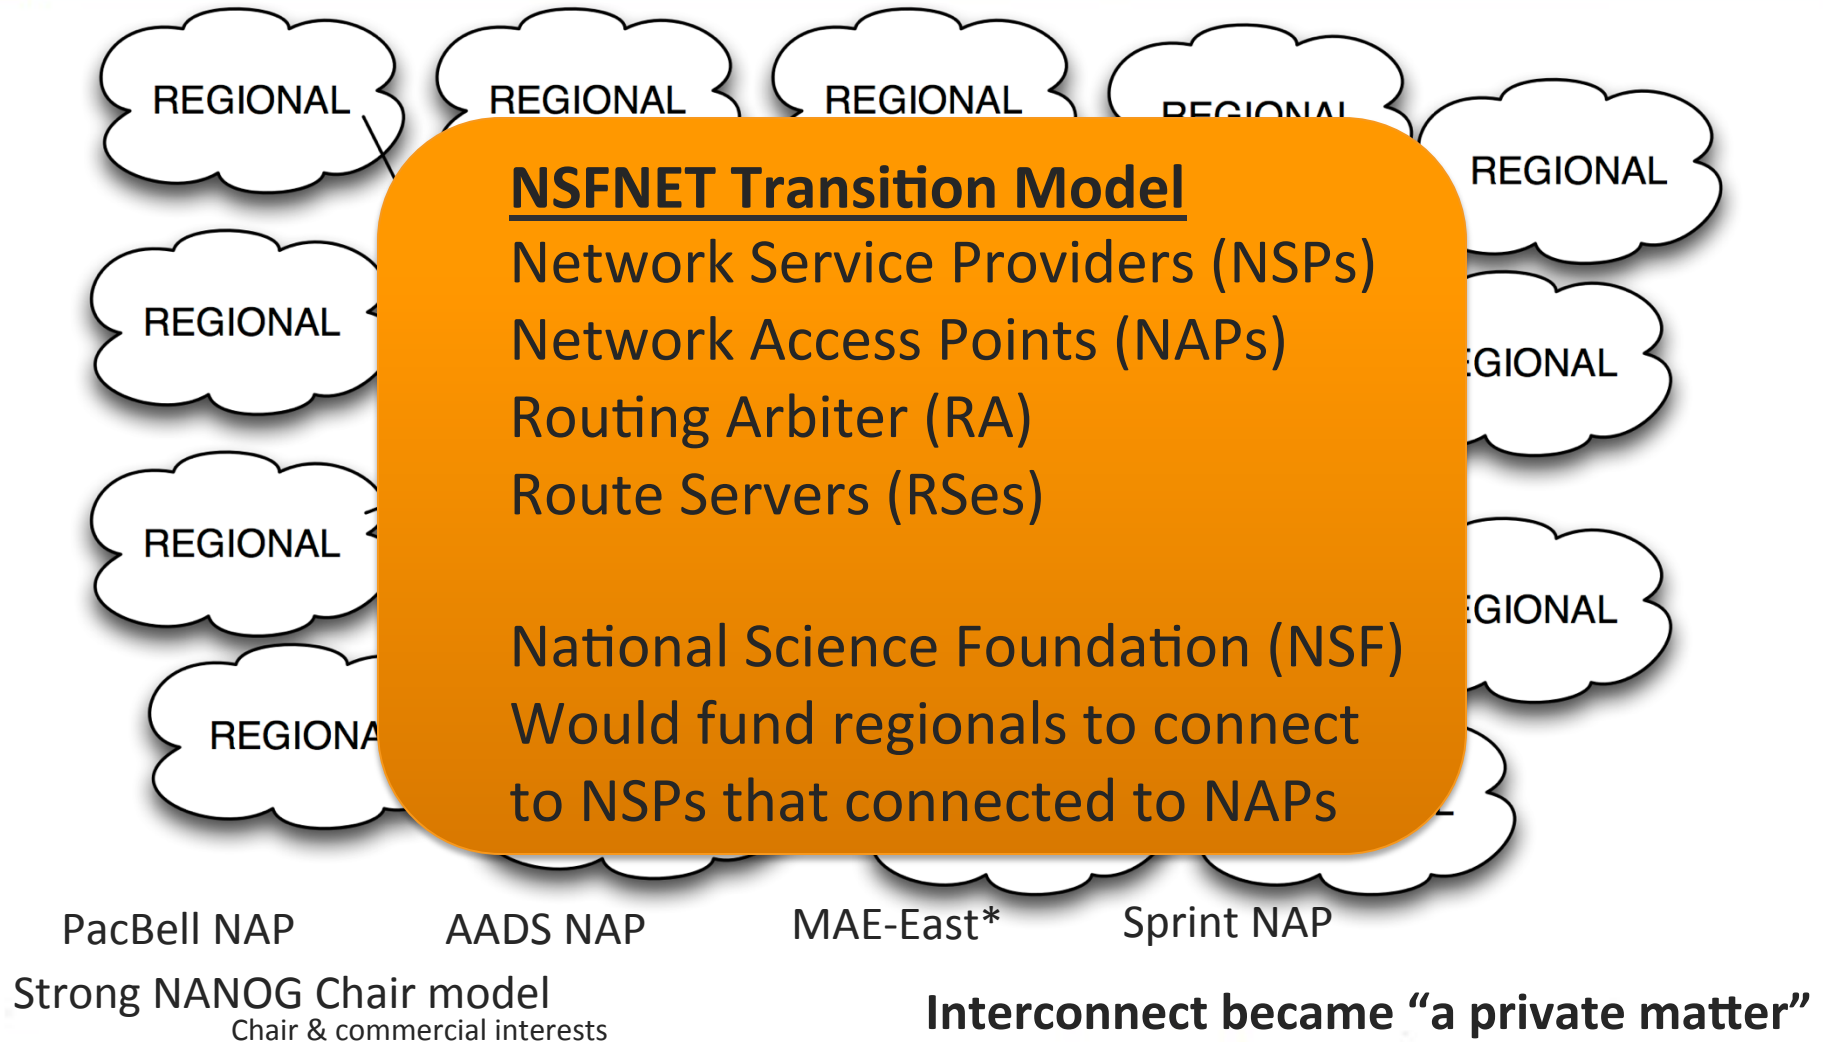 REGIONAL
REGIONAL
REGIONAL
REGIONAL
REGIONAL
NSFNET Transition Model
Network Service Providers (NSPs)
REGIONAL
Network Access Points (NAPs)
EGIONAL
Routing Arbiter (RA)
Route Servers (RSes)
REGIONAL
EGIONAL
National Science Foundation (NSF)
Would fund regionals to connect
REGIONA
to NSPs that connected to NAPs
PacBell NAP
AADS NAP
MAE-East*
Sprint NAP
Strong NANOG Chair model
Chair & commercial interests
Interconnect became “a private matter”